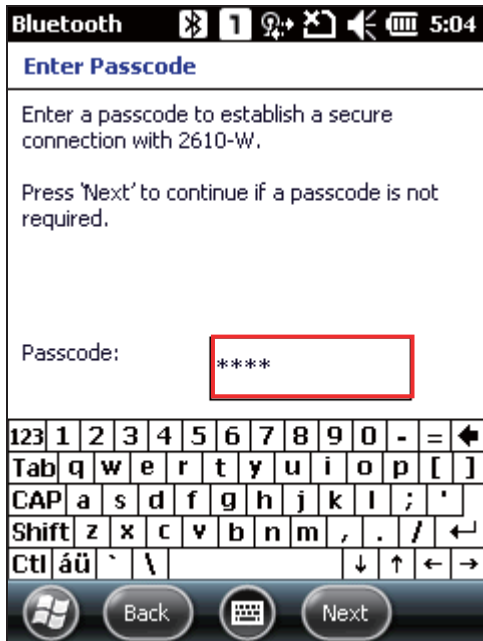 Bluetooth 1 5:04
Enter Passcode
Enter a passcode to establish a secure
connection with 2610-W.
Press 'Next' to continue if a passcode is not
required.
Passcode: ****
123 1 2 3 4 5 6 7 8 9 0 - =
Tab q w e r t y u i o p [ ]
CAP a s d f g h j k l ; '
Shift z x c v b n m , . /
Ctl áü ` \ ↓ ↑ ← →
Back Next